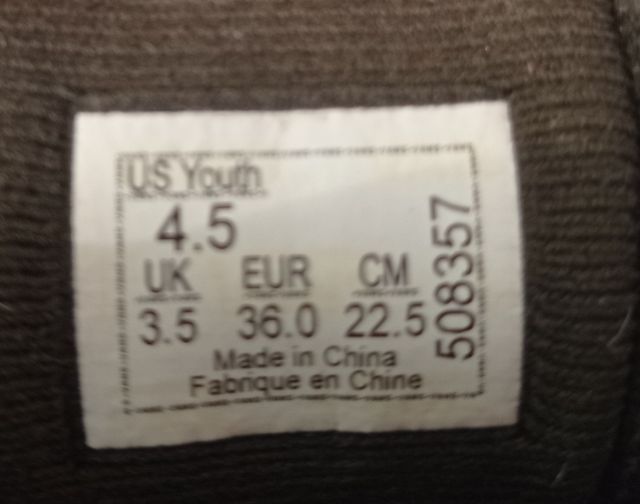 US Youth
4.5
UK EUR CM
3.5 36.0 22.5
Made in China
Fabrique en Chine
508357